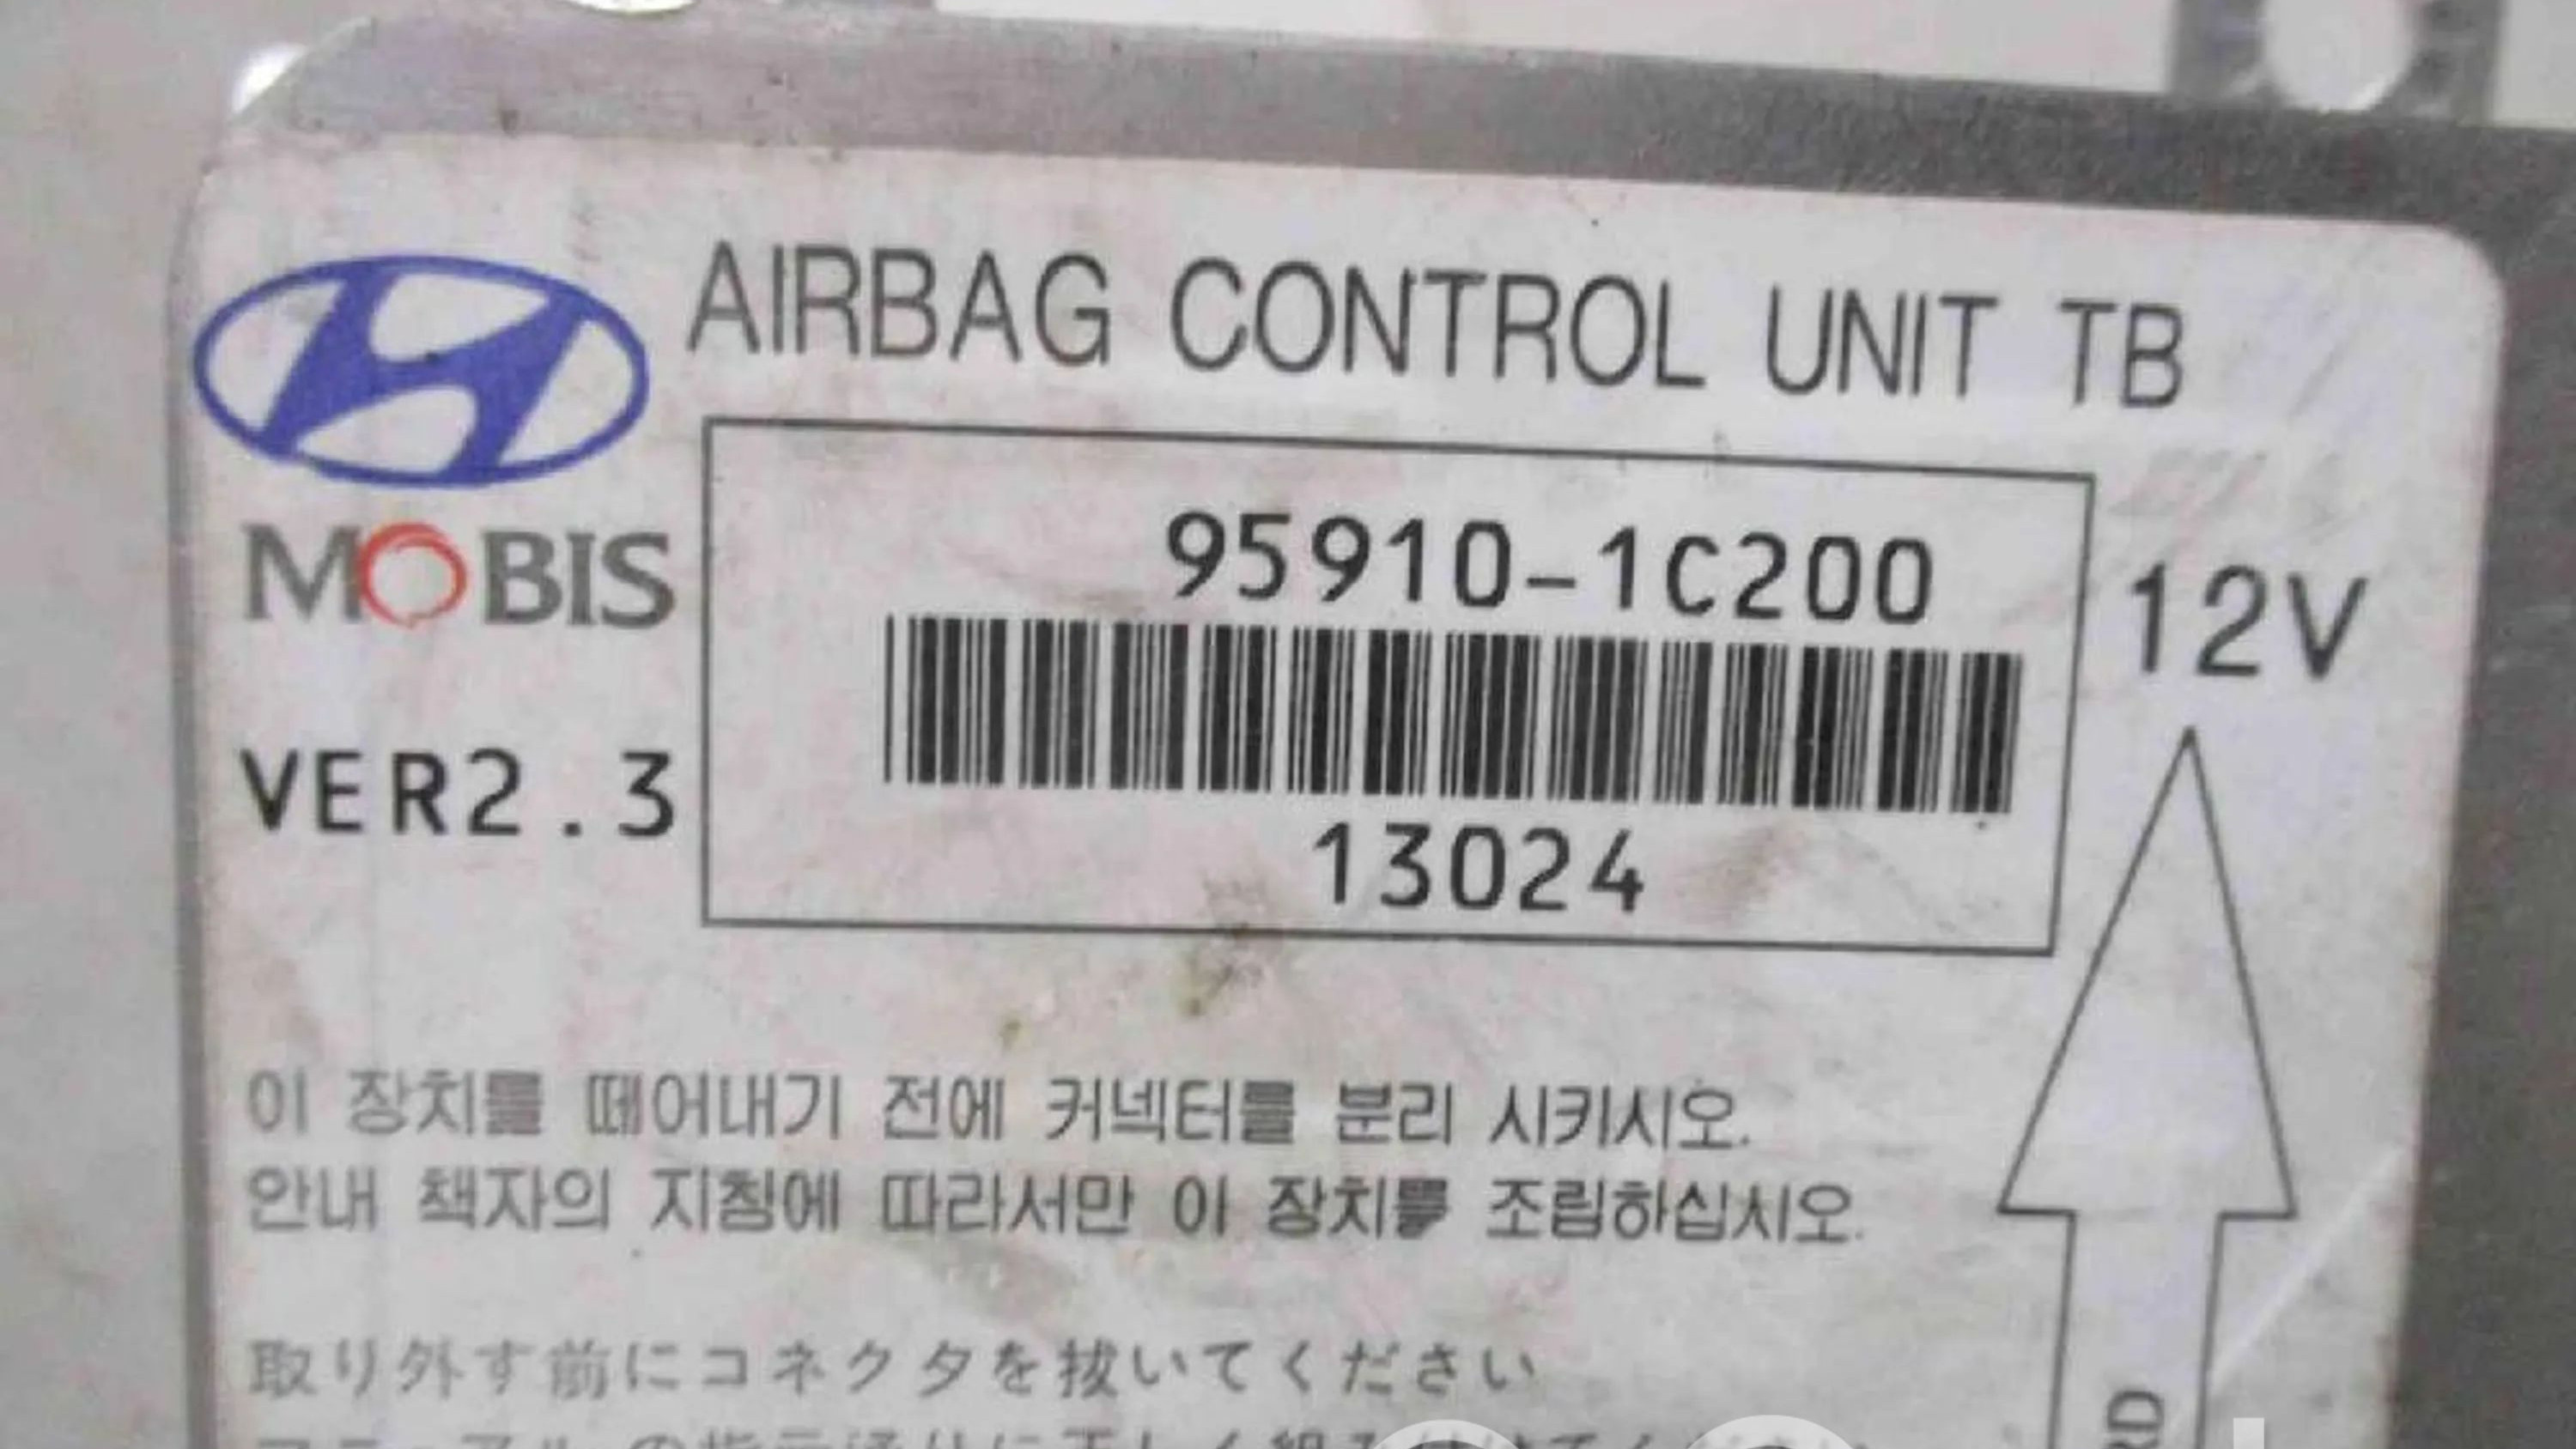 AIRBAG CONTROL UNIT TB
MOBIS
95910-1C200
12V
VER2.3
13024
이 장치를 떼어내기 전에 커넥터를 분리 시키시오.
안내 책자의 지침에 따라서만 이 장치를 조립하십시오.
取り外す前にコネクタを抜いてください